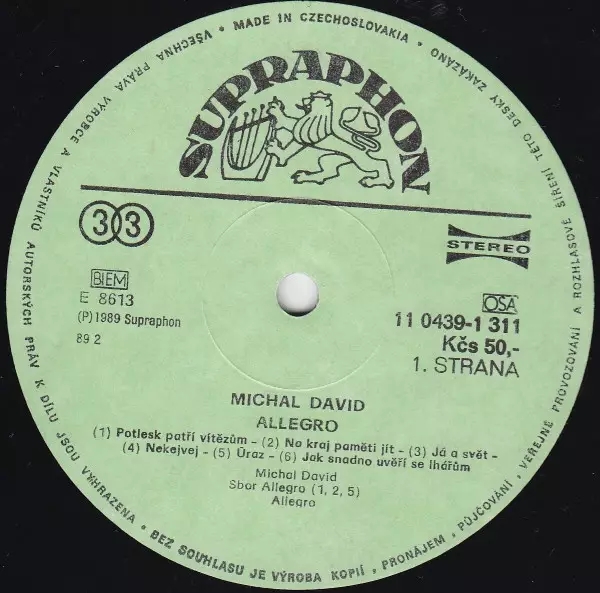 VŠECHNA PRÁVA VÝROBCE A VLASTNÍKŮ AUTORSKÝCH PRÁV K DÍLU JSOU VYHRAZENA • BEZ SOUHLASU JE VÝROBA KOPIÍ, PRONÁJEM, PŮJČOVÁNÍ, VEŘEJNÉ PROVOZOVÁNÍ A ROZHLASOVÉ ŠÍŘENÍ TÉTO DESKY ZAKÁZÁNO •
MADE IN CZECHOSLOVAKIA •
SUPRAPHON
33
STEREO
BIEM
E 8613
(P) 1989 Supraphon
89 2
OSA
11 0439-1 311
Kčs 50,-
1. STRANA
MICHAL DAVID
ALLEGRO
(1) Potlesk patří vítězům - (2) Na kraj paměti jít - (3) Já a svět -
- (4) Nekejvej - (5) Úraz - (6) Jak snadno uvěří se lhářům
Michal David
Sbor Allegro (1, 2, 5)
Allegro